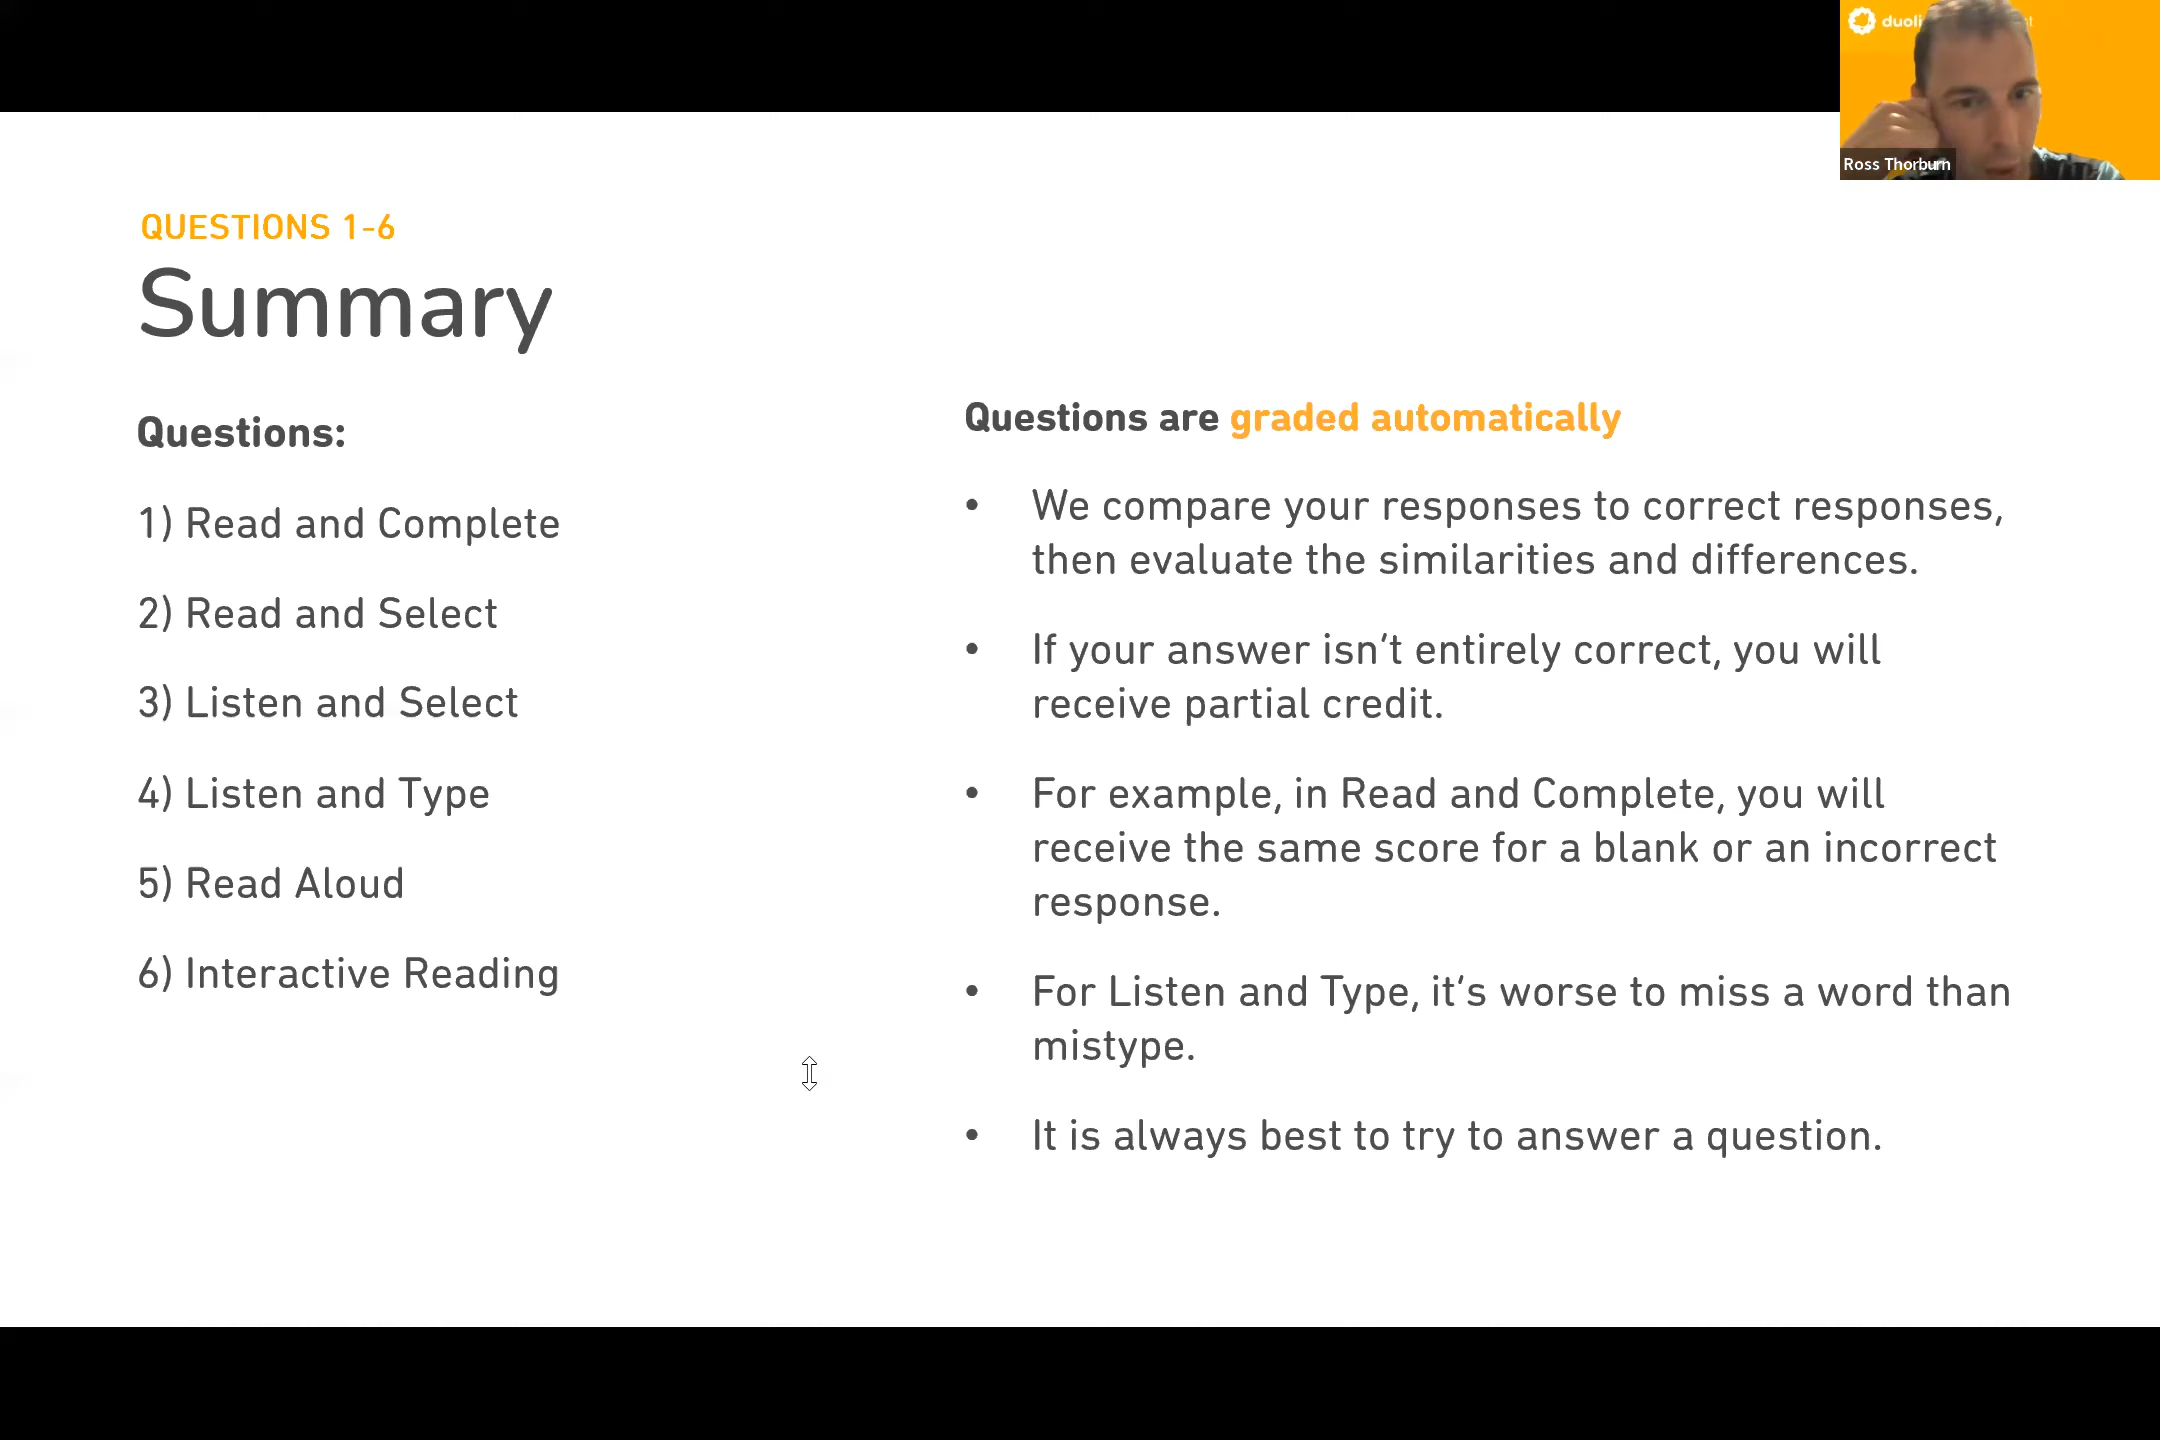 duoli
Ross Thorburn
QUESTIONS 1-6
Summary
Questions:
1) Read and Complete
2) Read and Select
3) Listen and Select
4) Listen and Type
5) Read Aloud
6) Interactive Reading
Questions are graded automatically
• We compare your responses to correct responses,
then evaluate the similarities and differences.
• If your answer isn’t entirely correct, you will
receive partial credit.
• For example, in Read and Complete, you will
receive the same score for a blank or an incorrect
response.
• For Listen and Type, it’s worse to miss a word than
mistype.
• It is always best to try to answer a question.